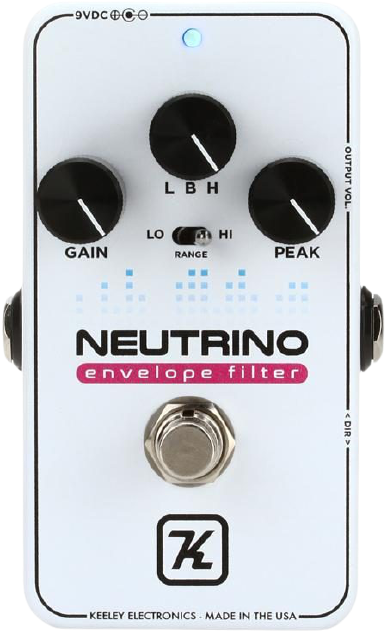 9VDC
L B H
LO HI
RANGE
GAIN PEAK
OUTPUT VOL.
NEUTRINO
envelope filter
< DIR >
K
KEELEY ELECTRONICS - MADE IN THE USA